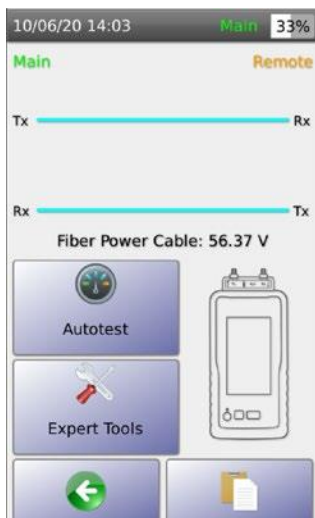 10/06/20 14:03 Main 33%
Main Remote
Tx Rx
Rx Tx
Fiber Power Cable: 56.37 V
Autotest
Expert Tools